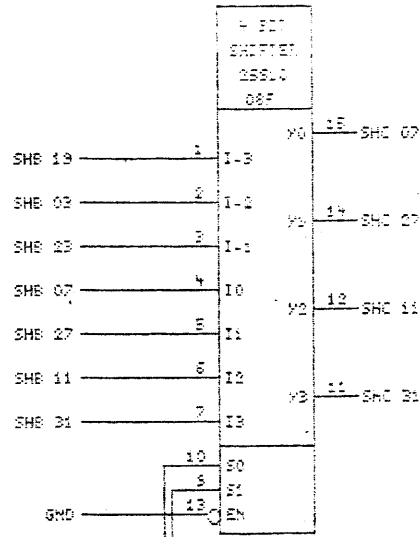 4 BIT
SHIFTER
25S10
08F
Y0 15 SHC 07
SHB 19 1 I-3
SHB 03 2 I-2
Y1 14 SHC 27
SHB 23 3 I-1
SHB 07 4 I0
Y2 12 SHC 11
SHB 27 5 I1
SHB 11 6 I2
Y3 11 SHC 31
SHB 31 7 I3
10 S0
9 S1
GND 13 EN